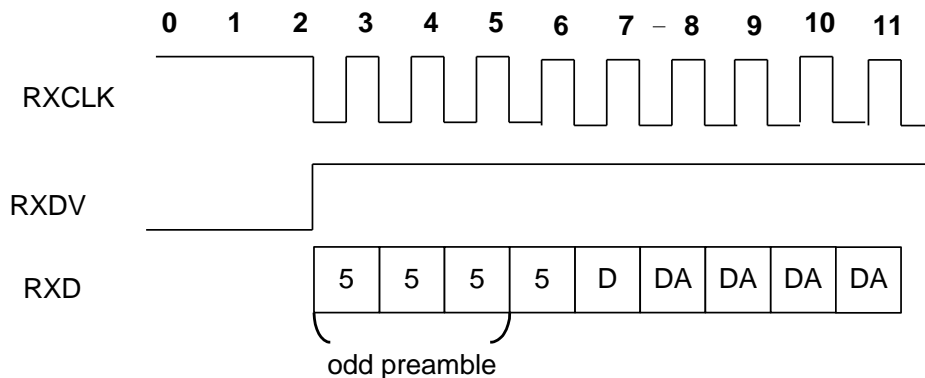 0 1 2 3 4 5 6 7 – 8 9 10 11
RXCLK
RXDV
RXD 5 5 5 5 D DA DA DA DA
odd preamble